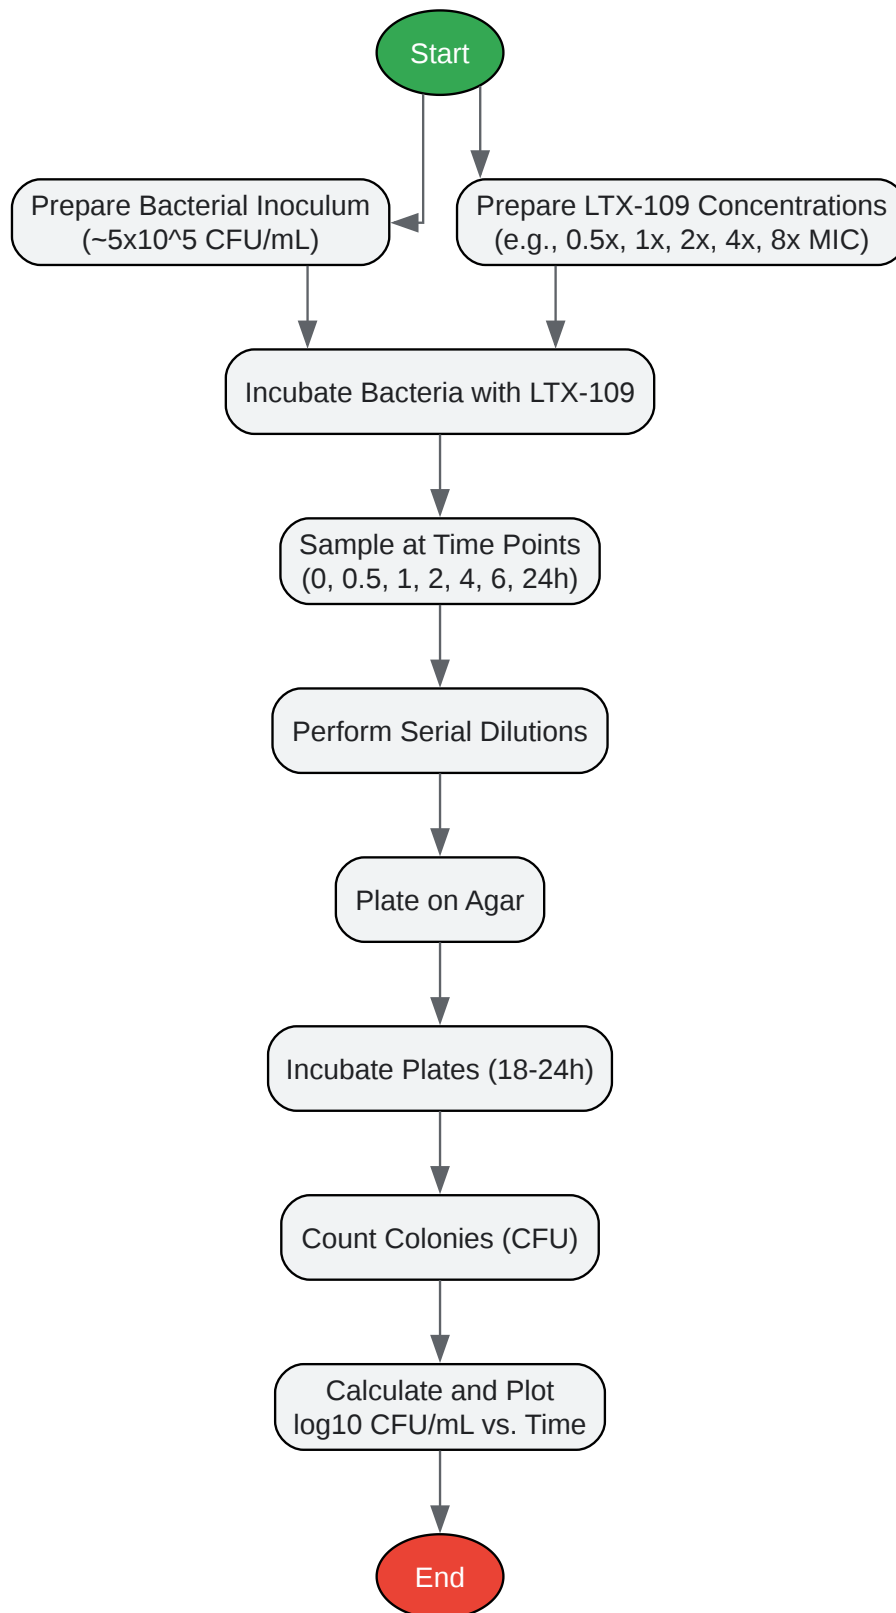 Start
Prepare Bacterial Inoculum
(~5x10^5 CFU/mL)
Prepare LTX-109 Concentrations
(e.g., 0.5x, 1x, 2x, 4x, 8x MIC)
Incubate Bacteria with LTX-109
Sample at Time Points
(0, 0.5, 1, 2, 4, 6, 24h)
Perform Serial Dilutions
Plate on Agar
Incubate Plates (18-24h)
Count Colonies (CFU)
Calculate and Plot
log10 CFU/mL vs. Time
End